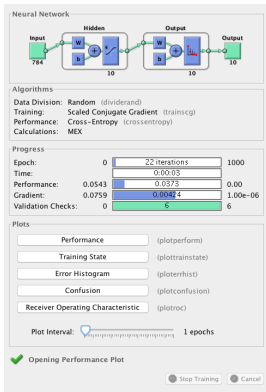 Neural Network
Hidden
Output
Input
W
b
+
W
b
+
Output
784
10
10
10
Algorithms
Data Division: Random (dividerand)
Training: Scaled Conjugate Gradient (trainscg)
Performance: Cross-Entropy (crossentropy)
Calculations: MEX
Progress
Epoch: 0 22 iterations 1000
Time: 0:00:03
Performance: 0.0543 0.0373 0.00
Gradient: 0.0759 0.00424 1.00e-06
Validation Checks: 0 6 6
Plots
Performance (plotperform)
Training State (plottrainstate)
Error Histogram (ploterrhist)
Confusion (plotconfusion)
Receiver Operating Characteristic (plotroc)
Plot Interval: 1 epochs
Opening Performance Plot
Stop Training Cancel